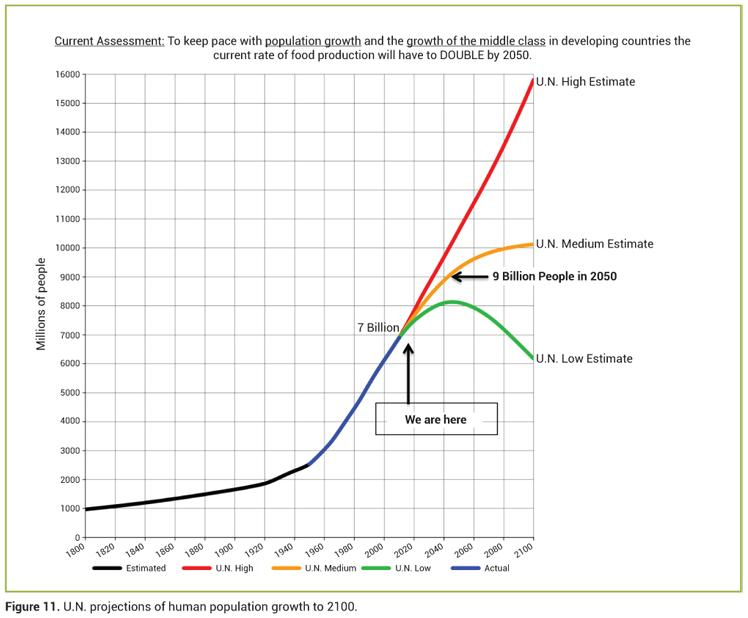 Current Assessment: To keep pace with population growth and the growth of the middle class in developing countries the
current rate of food production will have to DOUBLE by 2050.
16000
U.N. High Estimate
15000
14000
13000
12000
11000
10000
U.N. Medium Estimate
9000
9 Billion People in 2050
8000
7 Billion
7000
U.N. Low Estimate
6000
5000
We are here
4000
3000
2000
1000
0
Millions of people
1800 1820 1840 1860 1880 1900 1920 1940 1960 1980 2000 2020 2040 2060 2080 2100
Estimated U.N. High U.N. Medium U.N. Low Actual
Figure 11. U.N. projections of human population growth to 2100.